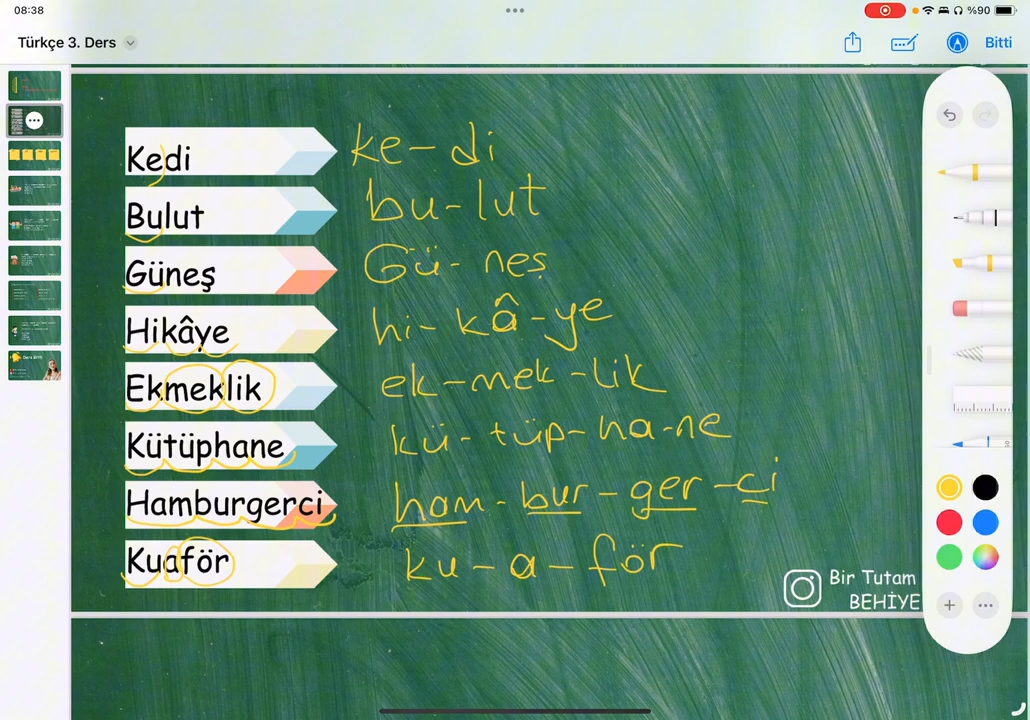 08:38
%90
Türkçe 3. Ders
Bitti
Kedi ke-di
Bulut bu-lut
Güneş Gü-neş
Hikâye hi-kâ-ye
Ekmeklik ek-mek-lik
Kütüphane kü-tüp-ha-ne
Hamburgerci ham-bur-ger-ci
Kuaför ku-a-för
Bir Tutam
BEHİYE